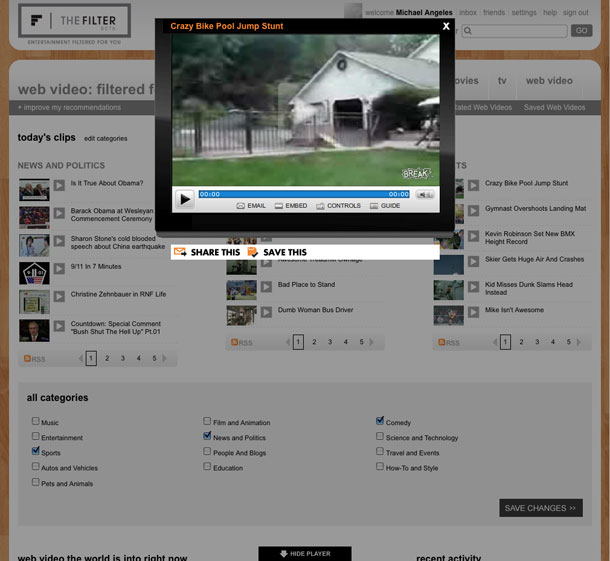 THE FILTER
BETA
ENTERTAINMENT FILTERED FOR YOU
welcome Michael Angeles inbox friends settings help sign out
GO
Crazy Bike Pool Jump Stunt X
BREAK
00:00 00:00
EMAIL EMBED CONTROLS GUIDE
SHARE THIS SAVE THIS
tv web video
web video: filtered
+ improve my recommendations
Web Videos Saved Web Videos
today's clips edit categories
NEWS AND POLITICS
Is It True About Obama?
Barack Obama at Wesleyan
Commencement Ceremony
Sharon Stone's cold blooded
speech about China earthquake
9/11 In 7 Minutes
Christine Zehnbauer in RNF Life
Countdown: Special Comment
"Bush Shut The Hell Up" Pt.01
RSS 1 2 3 4 5
Bad Place to Stand
Dumb Woman Bus Driver
RSS 1 2 3 4 5
Crazy Bike Pool Jump Stunt
Gymnast Overshoots Landing Mat
Kevin Robinson Set New BMX
Height Record
Skier Gets Huge Air And Crashes
Kid Misses Dunk Slams Head
Instead
Mike Isn't Awesome
RSS 1 2 3 4 5
all categories
Music Film and Animation Comedy
Entertainment News and Politics Science and Technology
Sports People And Blogs Travel and Events
Autos and Vehicles Education How-To and Style
Pets and Animals
SAVE CHANGES >>
web video the world is into right now
HIDE PLAYER
recent activity